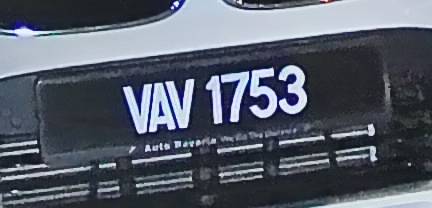 VAV 1753
Auto Bavaria